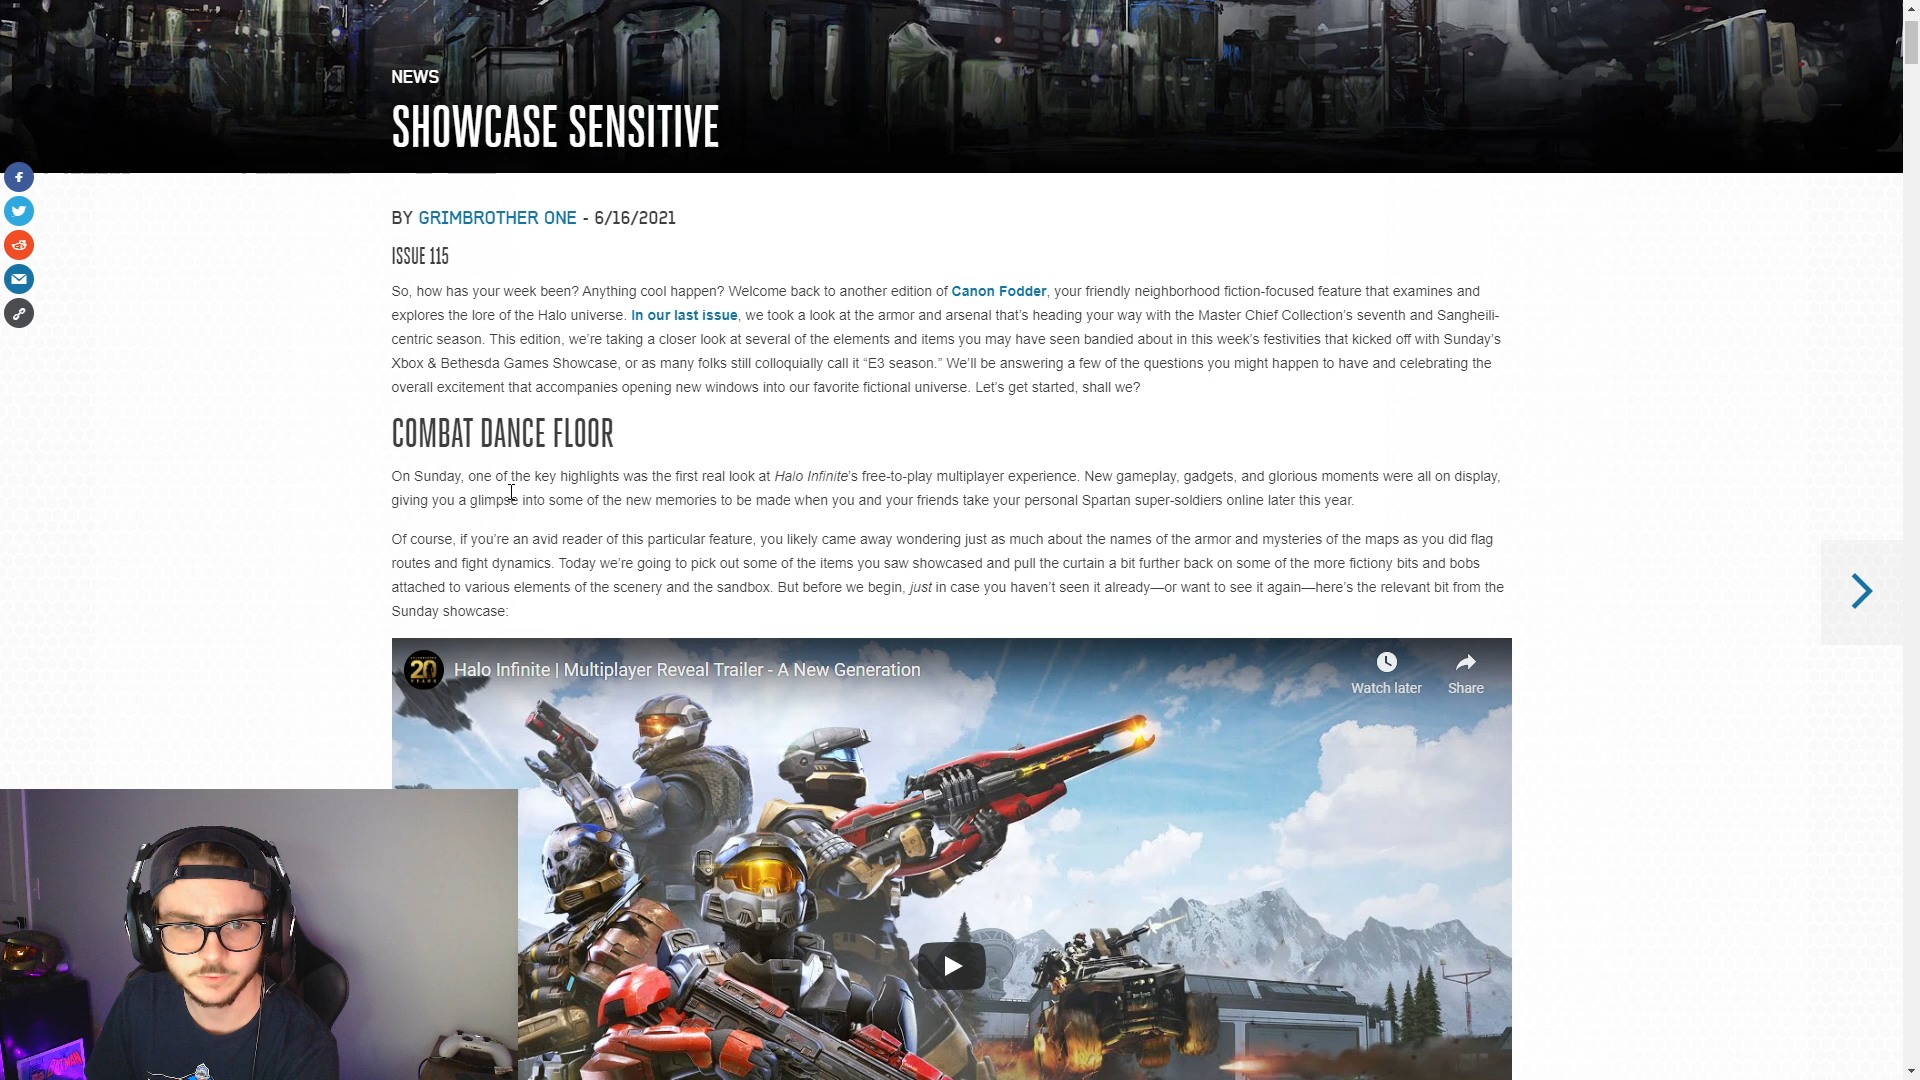 NEWS
SHOWCASE SENSITIVE
BY GRIMBROTHER ONE - 6/16/2021
ISSUE 115
So, how has your week been? Anything cool happen? Welcome back to another edition of Canon Fodder, your friendly neighborhood fiction-focused feature that examines and
explores the lore of the Halo universe. In our last issue, we took a look at the armor and arsenal that’s heading your way with the Master Chief Collection’s seventh and Sangheili-
centric season. This edition, we’re taking a closer look at several of the elements and items you may have seen bandied about in this week’s festivities that kicked off with Sunday’s
Xbox & Bethesda Games Showcase, or as many folks still colloquially call it “E3 season.” We’ll be answering a few of the questions you might happen to have and celebrating the
overall excitement that accompanies opening new windows into our favorite fictional universe. Let’s get started, shall we?
COMBAT DANCE FLOOR
On Sunday, one of the key highlights was the first real look at Halo Infinite’s free-to-play multiplayer experience. New gameplay, gadgets, and glorious moments were all on display,
giving you a glimpse into some of the new memories to be made when you and your friends take your personal Spartan super-soldiers online later this year.
Of course, if you’re an avid reader of this particular feature, you likely came away wondering just as much about the names of the armor and mysteries of the maps as you did flag
routes and fight dynamics. Today we’re going to pick out some of the items you saw showcased and pull the curtain a bit further back on some of the more fictiony bits and bobs
attached to various elements of the scenery and the sandbox. But before we begin, just in case you haven’t seen it already—or want to see it again—here’s the relevant bit from the
Sunday showcase:
20
YEARS
Halo Infinite | Multiplayer Reveal Trailer - A New Generation
Watch later
Share
BATMAN